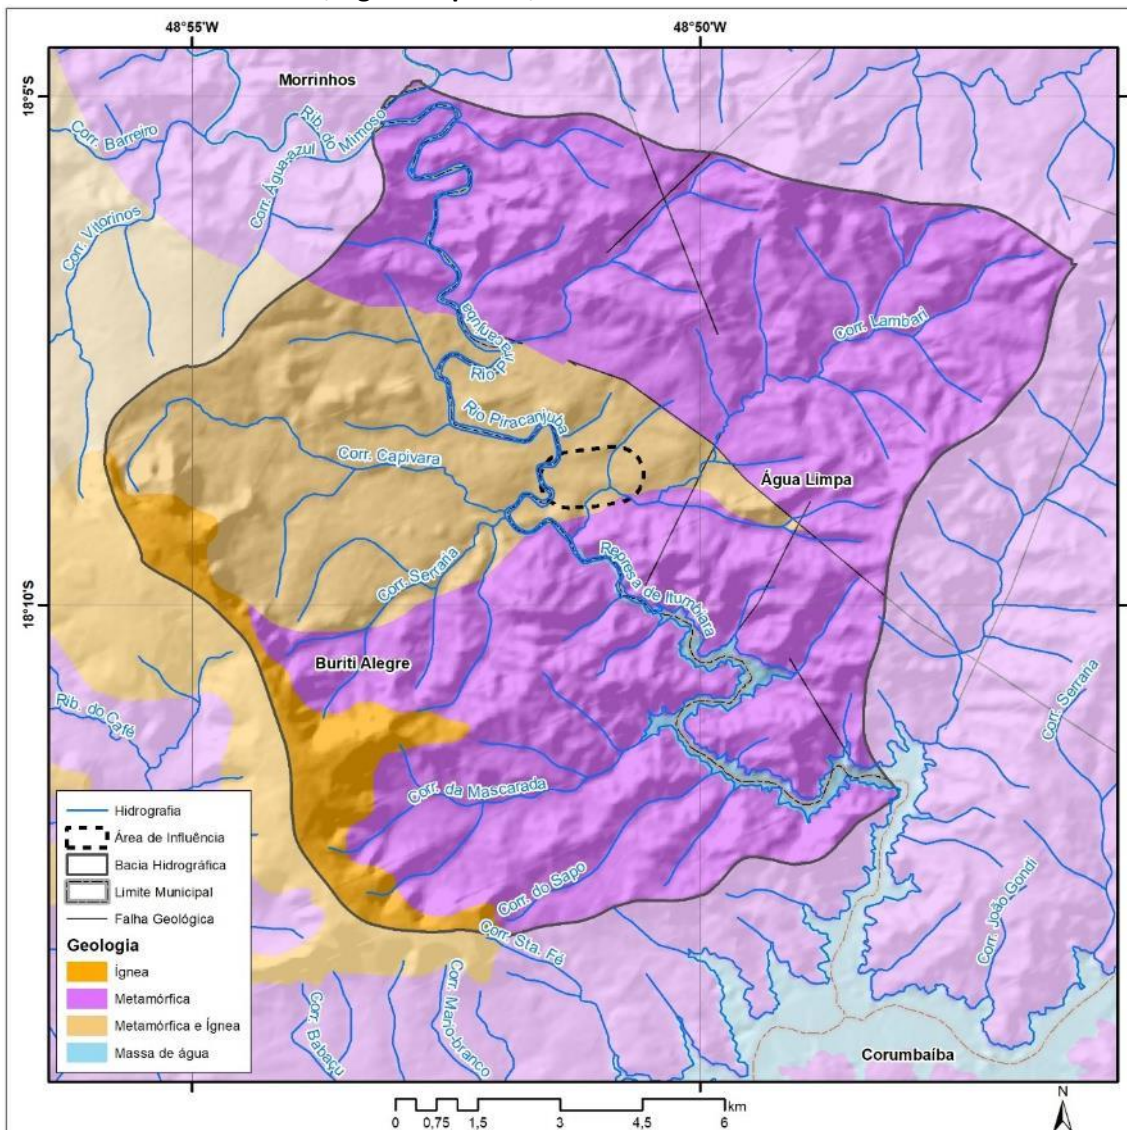 48°55'W
48°50'W
18°5'S
18°10'S
Morrinhos
Corr. Barreiro
Rib. do Mimoso
Corr. Água azul
Corr. Vitorinos
Corr. Lambari
Piracanjuba
Rio
Rio Piracanjuba
Corr. Capivara
Água Limpa
Corr. Serraria
Represa de Itumbiara
Buriti Alegre
Rib. do Café
Corr. Serraria
Corr. da Mascarada
Corr. do Sapo
Corr. Sta. Fé
Corr. João Gondi
Corr. Babaçu
Corr. Mario-branco
Corumbaíba
Hidrografia
Área de Influência
Bacia Hidrográfica
Limite Municipal
Falha Geológica
Geologia
Ígnea
Metamórfica
Metamórfica e Ígnea
Massa de água
0 0,75 1,5 3 4,5 6 km
N